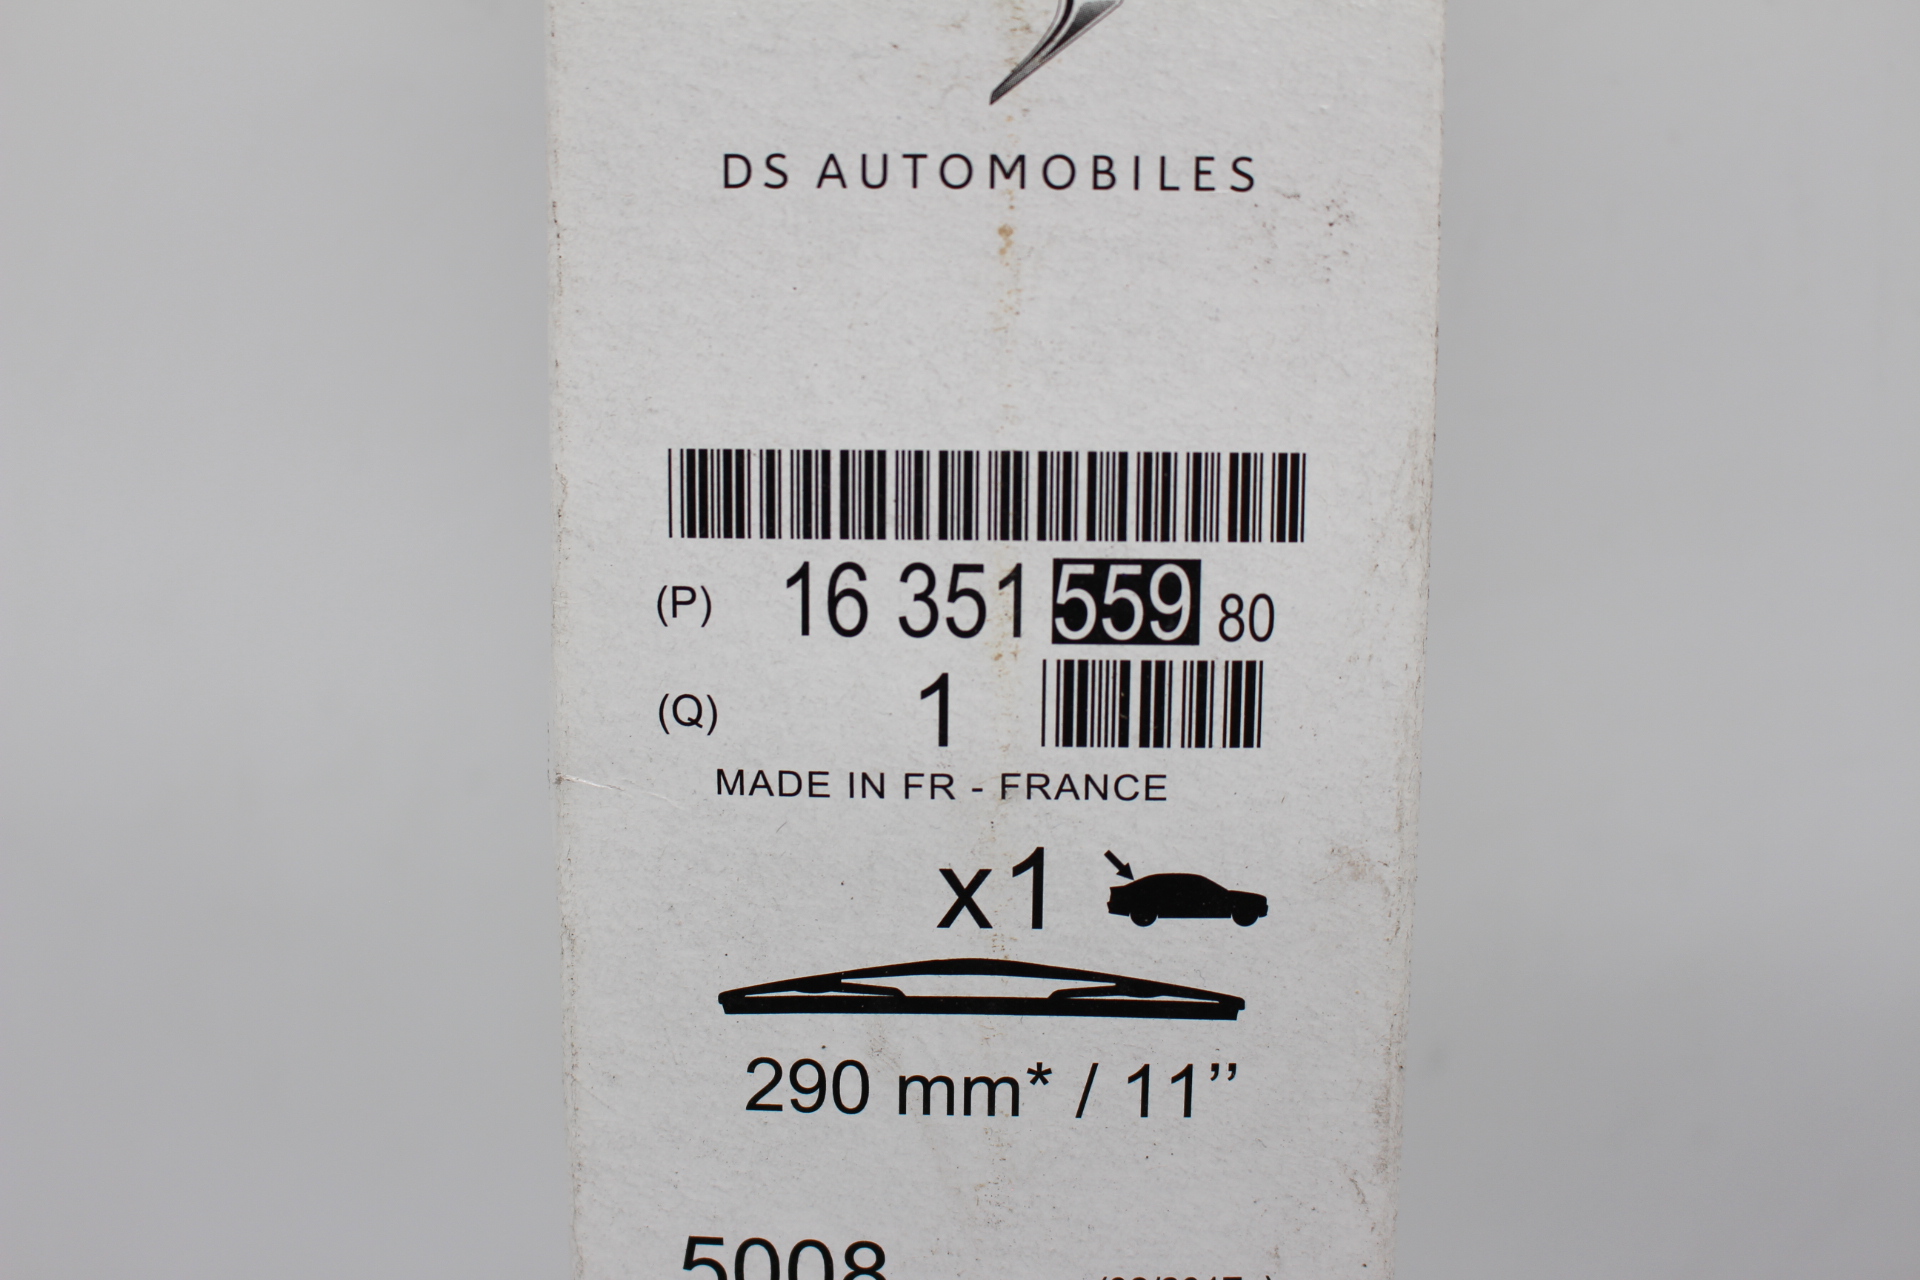 DS AUTOMOBILES
(P) 16 351 559 80
(Q) 1
MADE IN FR - FRANCE
x1
290 mm* / 11’’
5008